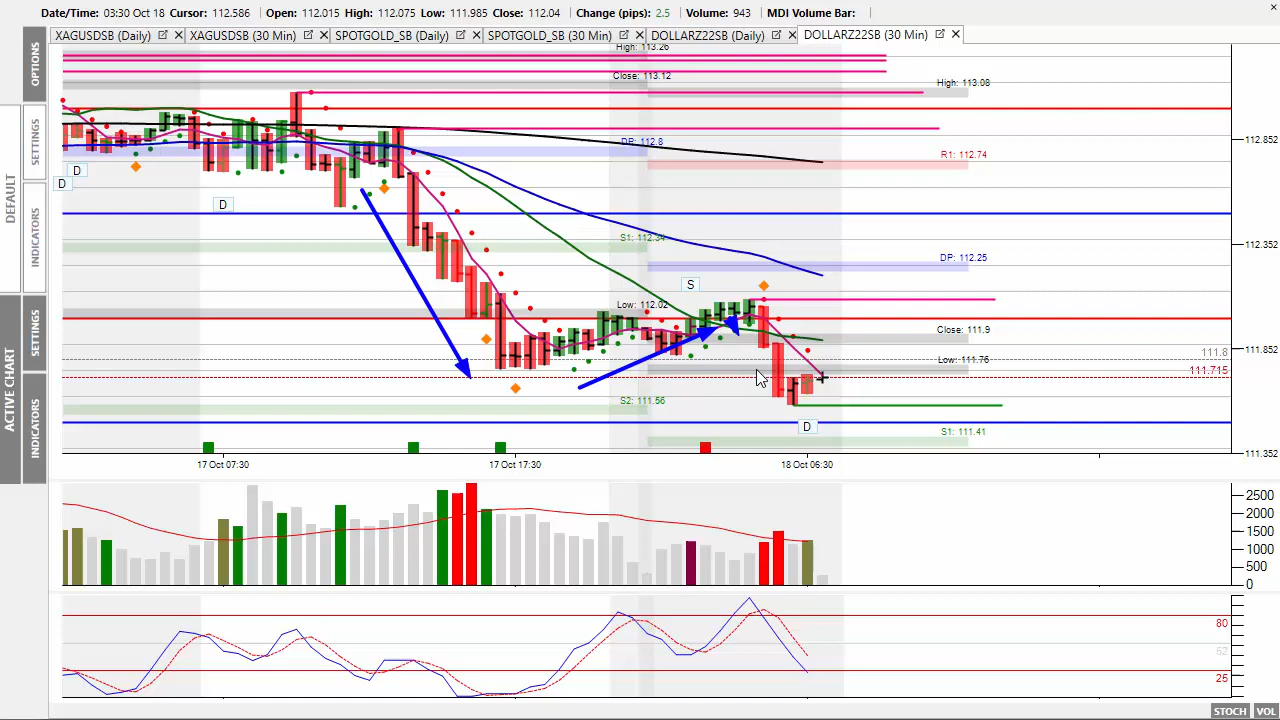 Date/Time: 03:30 Oct 18 Cursor: 112.586 Open: 112.015 High: 112.075 Low: 111.985 Close: 112.04 Change (pips): 2.5 Volume: 943 MDI Volume Bar:
XAGUSDSB (Daily) XAGUSDSB (30 Min) SPOTGOLD_SB (Daily) SPOTGOLD_SB (30 Min) DOLLARZ22SB (Daily) DOLLARZ22SB (30 Min)
OPTIONS
SETTINGS
INDICATORS
DEFAULT
SETTINGS
INDICATORS
ACTIVE CHART
High: 113.26
Close: 113.12
High: 113.08
DP: 112.8
112.852
R1: 112.74
D
D
D
S1: 112.34
112.352
DP: 112.25
S
Low: 112.02
Close: 111.9
111.852
111.8
Low: 111.76
111.715
S2: 111.56
D
S1: 111.41
111.352
17 Oct 07:30 17 Oct 17:30 18 Oct 06:30
2500
2000
1500
1000
500
0
80
52
25
STOCH VOL